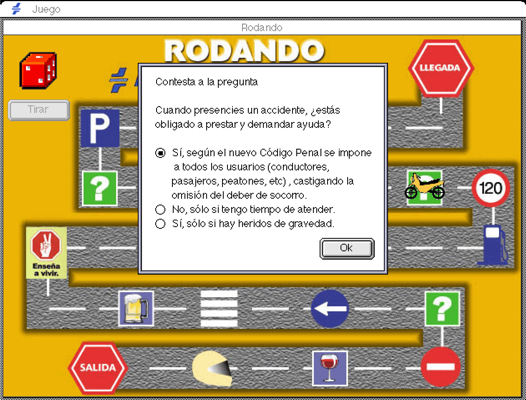 Juego
Rodando
RODANDO
LLEGADA
Contesta a la pregunta
Tirar
Cuando presencies un accidente, ¿estás
obligado a prestar y demandar ayuda?
P
Sí, según el nuevo Código Penal se impone
a todos los usuarios (conductores,
pasajeros, peatones, etc) , castigando la
omisión del deber de socorro.
?
120
No, sólo si tengo tiempo de atender.
Sí, sólo si hay heridos de gravedad.
Ok
Enseña
a vivir.
?
SALIDA